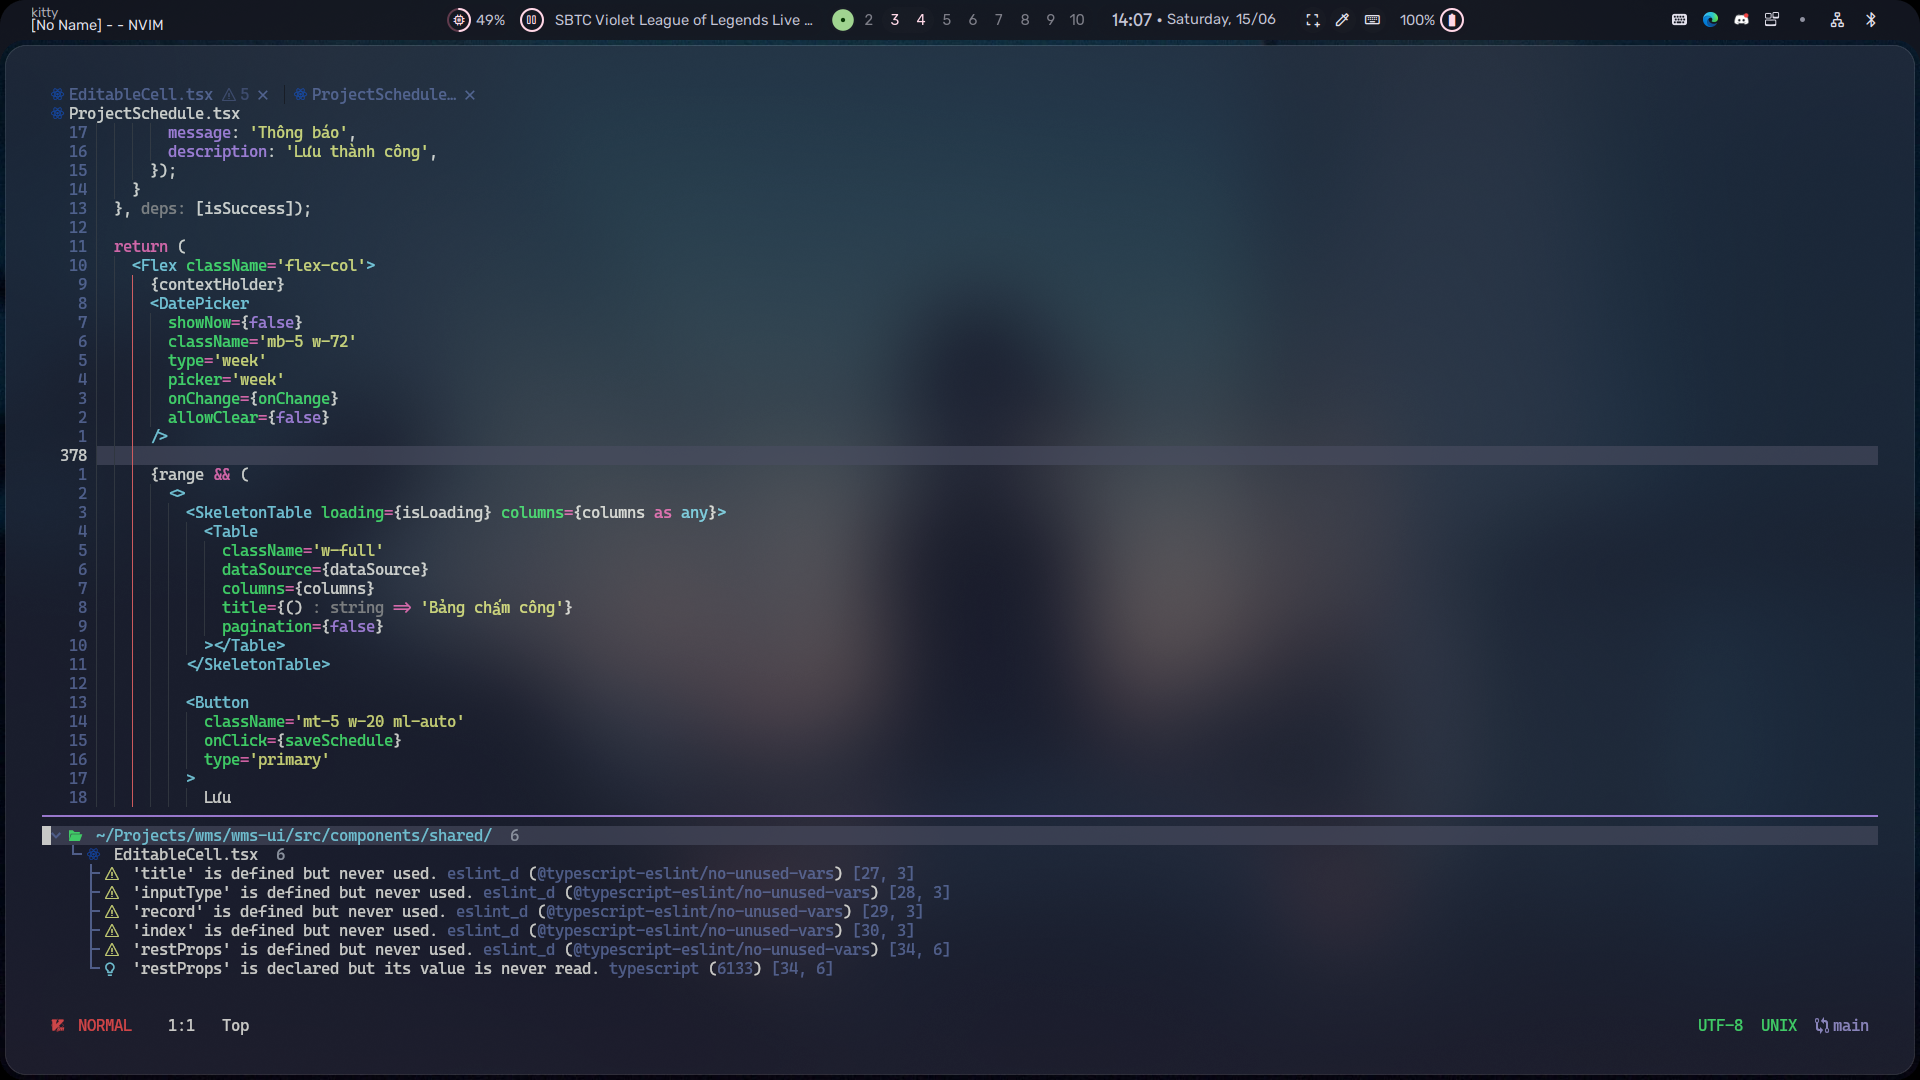 kitty
[No Name] - - NVIM
49%
SBTC Violet League of Legends Live ...
2 3 4 5 6 7 8 9 10
14:07 • Saturday, 15/06
100%
EditableCell.tsx 5 ×
ProjectSchedule… ×
ProjectSchedule.tsx
17 message: 'Thông báo',
16 description: 'Lưu thành công',
15 });
14 }
13 }, deps: [isSuccess]);
12
11 return (
10 <Flex className='flex-col'>
9 {contextHolder}
8 <DatePicker
7 showNow={false}
6 className='mb-5 w-72'
5 type='week'
4 picker='week'
3 onChange={onChange}
2 allowClear={false}
1 />
378
1 {range && (
2 <>
3 <SkeletonTable loading={isLoading} columns={columns as any}>
4 <Table
5 className='w-full'
6 dataSource={dataSource}
7 columns={columns}
8 title={() : string => 'Bảng chấm công'}
9 pagination={false}
10 ></Table>
11 </SkeletonTable>
12
13 <Button
14 className='mt-5 w-20 ml-auto'
15 onClick={saveSchedule}
16 type='primary'
17 >
18 Lưu
~/Projects/wms/wms-ui/src/components/shared/ 6
EditableCell.tsx 6
'title' is defined but never used. eslint_d (@typescript-eslint/no-unused-vars) [27, 3]
'inputType' is defined but never used. eslint_d (@typescript-eslint/no-unused-vars) [28, 3]
'record' is defined but never used. eslint_d (@typescript-eslint/no-unused-vars) [29, 3]
'index' is defined but never used. eslint_d (@typescript-eslint/no-unused-vars) [30, 3]
'restProps' is defined but never used. eslint_d (@typescript-eslint/no-unused-vars) [34, 6]
'restProps' is declared but its value is never read. typescript (6133) [34, 6]
NORMAL 1:1 Top
UTF-8 UNIX main